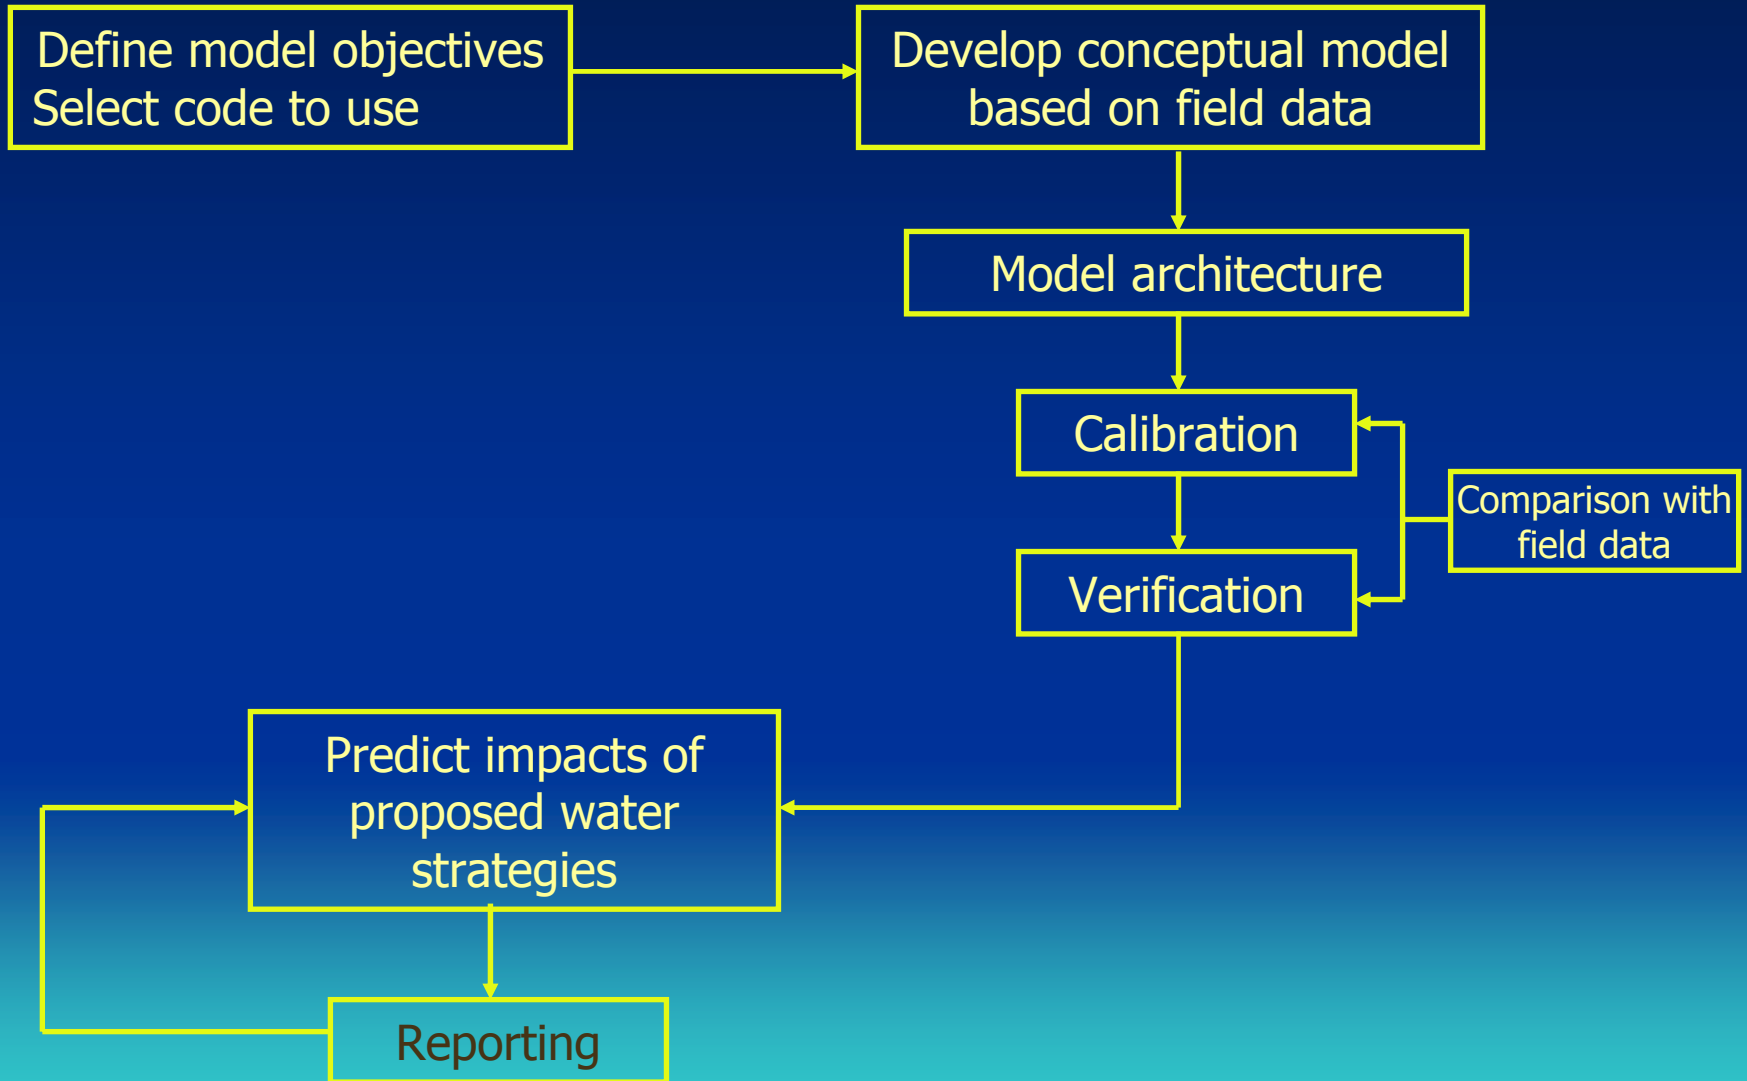 Define model objectives
Select code to use
Develop conceptual model
based on field data
Model architecture
Calibration
Comparison with
field data
Verification
Predict impacts of
proposed water
strategies
Reporting